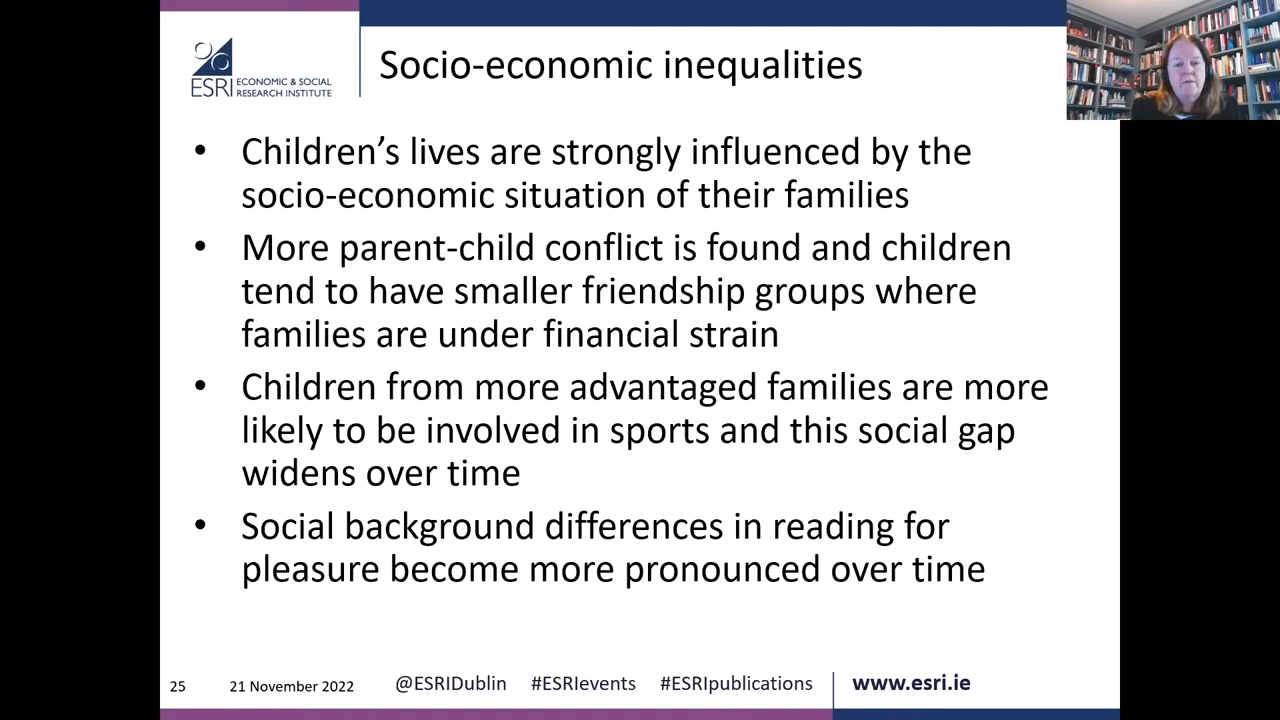 ESRI
ECONOMIC & SOCIAL
RESEARCH INSTITUTE
Socio-economic inequalities
• Children’s lives are strongly influenced by the
socio-economic situation of their families
• More parent-child conflict is found and children
tend to have smaller friendship groups where
families are under financial strain
• Children from more advantaged families are more
likely to be involved in sports and this social gap
widens over time
• Social background differences in reading for
pleasure become more pronounced over time
25 21 November 2022 @ESRIDublin #ESRIevents #ESRIpublications www.esri.ie